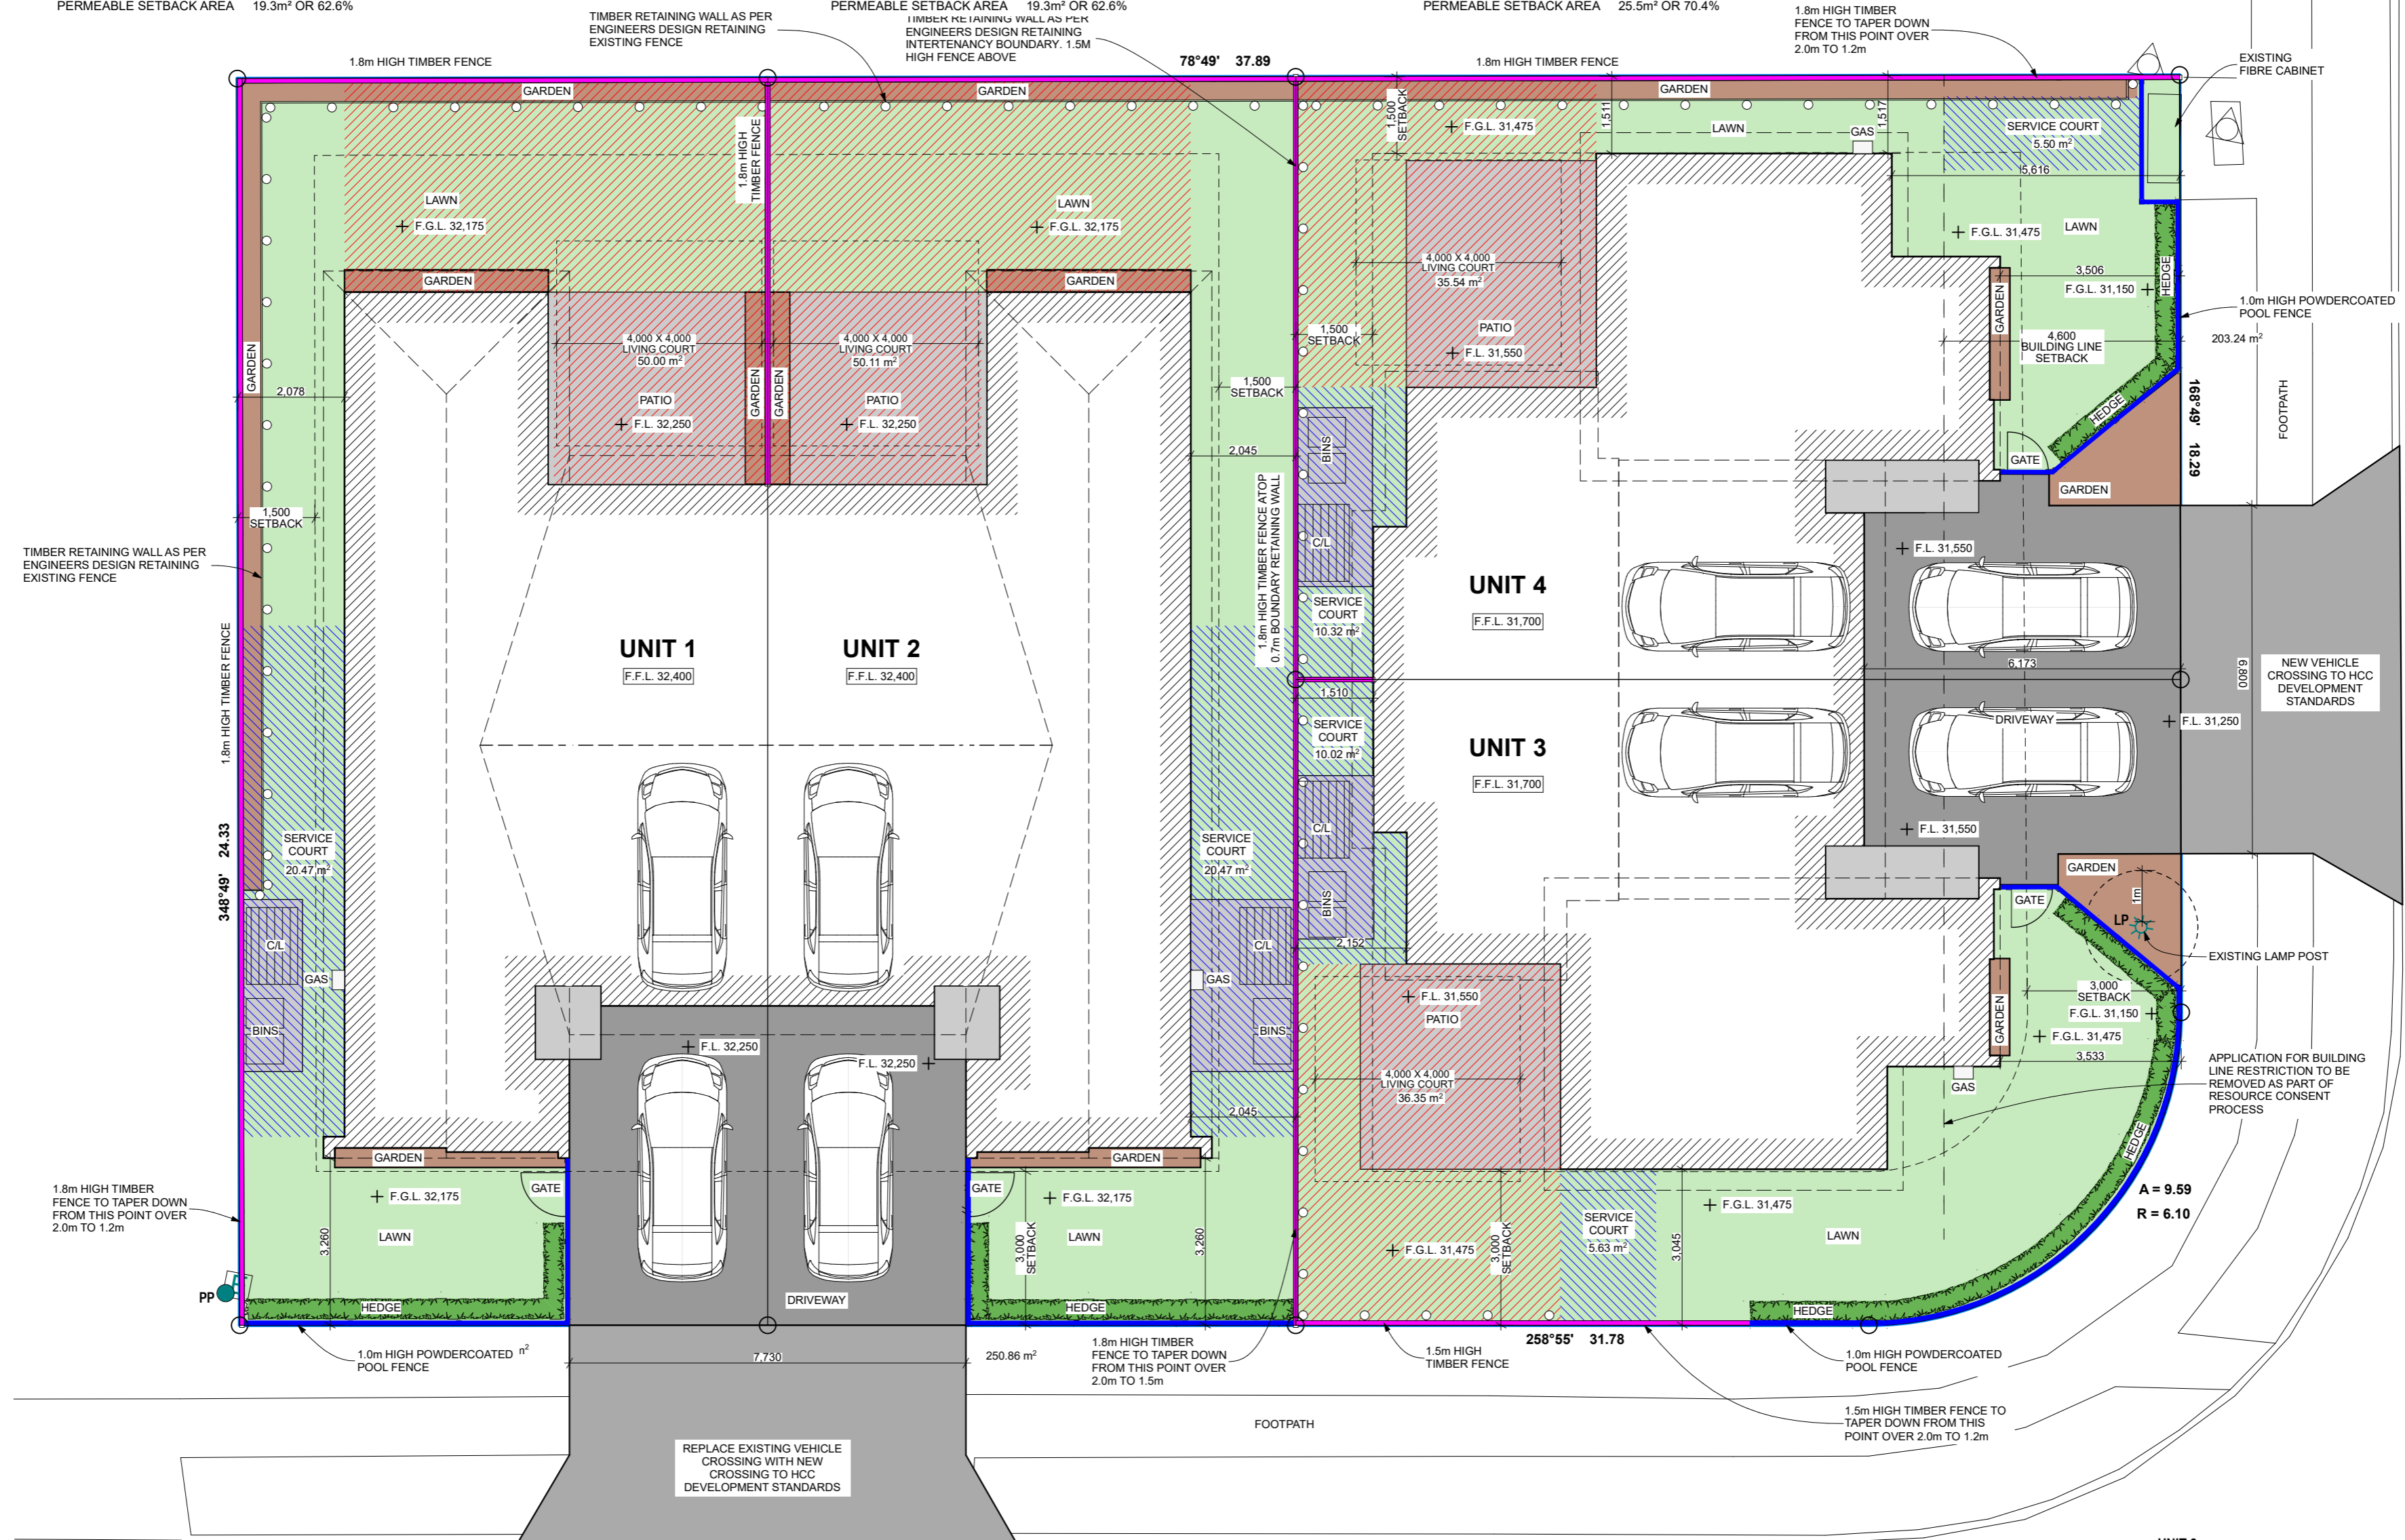 PERMEABLE SETBACK AREA 19.3m² OR 62.6%
PERMEABLE SETBACK AREA 19.3m² OR 62.6%
PERMEABLE SETBACK AREA 25.5m² OR 70.4%
TIMBER RETAINING WALL AS PER
ENGINEERS DESIGN RETAINING
EXISTING FENCE
TIMBER RETAINING WALL AS PER
ENGINEERS DESIGN RETAINING
INTERTENANCY BOUNDARY. 1.5M
HIGH FENCE ABOVE
1.8m HIGH TIMBER
FENCE TO TAPER DOWN
FROM THIS POINT OVER
2.0m TO 1.2m
EXISTING
FIBRE CABINET
1.8m HIGH TIMBER FENCE
78°49' 37.89
1.8m HIGH TIMBER FENCE
GARDEN
GARDEN
GARDEN
1.8m HIGH
TIMBER FENCE
1,500
SETBACK
F.G.L. 31,475
1,511
LAWN
GAS
1,517
SERVICE COURT
5.50 m²
5,616
LAWN
F.G.L. 32,175
LAWN
F.G.L. 32,175
F.G.L. 31,475
LAWN
GARDEN
GARDEN
4,000 X 4,000
LIVING COURT
35.54 m²
3,506
F.G.L. 31,150
HEDGE
GARDEN
1.0m HIGH POWDERCOATED
POOL FENCE
203.24 m²
GARDEN
2,078
4,000 X 4,000
LIVING COURT
50.00 m²
4,000 X 4,000
LIVING COURT
50.11 m²
GARDEN
GARDEN
PATIO
F.L. 32,250
PATIO
F.L. 32,250
1,500
SETBACK
PATIO
F.L. 31,550
4,600
BUILDING LINE
SETBACK
1,500
SETBACK
2,045
BINS
HEDGE
168°49' 18.29
FOOTPATH
GATE
GARDEN
1,500
SETBACK
TIMBER RETAINING WALL AS PER
ENGINEERS DESIGN RETAINING
EXISTING FENCE
C/L
F.L. 31,550
1.8m HIGH TIMBER FENCE ATOP
0.7m BOUNDARY RETAINING WALL
UNIT 4
F.F.L. 31,700
SERVICE
COURT
10.32 m²
UNIT 1
F.F.L. 32,400
UNIT 2
F.F.L. 32,400
1.8m HIGH TIMBER FENCE
6,173
6,800
NEW VEHICLE
CROSSING TO HCC
DEVELOPMENT
STANDARDS
1,510
SERVICE
COURT
10.02 m²
UNIT 3
F.F.L. 31,700
DRIVEWAY
F.L. 31,250
C/L
F.L. 31,550
348°49' 24.33
SERVICE
COURT
20.47 m²
SERVICE
COURT
20.47 m²
BINS
GARDEN
1m
GATE
LP
EXISTING LAMP POST
C/L
GAS
BINS
C/L
GAS
BINS
2,152
F.L. 31,550
PATIO
GARDEN
3,000
SETBACK
F.G.L. 31,150
F.G.L. 31,475
3,533
F.L. 32,250
F.L. 32,250
4,000 X 4,000
LIVING COURT
36.35 m²
GAS
APPLICATION FOR BUILDING
LINE RESTRICTION TO BE
REMOVED AS PART OF
RESOURCE CONSENT
PROCESS
2,045
HEDGE
GARDEN
GARDEN
1.8m HIGH TIMBER
FENCE TO TAPER DOWN
FROM THIS POINT OVER
2.0m TO 1.2m
F.G.L. 32,175
GATE
GATE
F.G.L. 32,175
LAWN
3,260
3,000
SETBACK
LAWN
3,260
F.G.L. 31,475
3,000
SETBACK
SERVICE
COURT
5.63 m²
3,045
F.G.L. 31,475
LAWN
A = 9.59
R = 6.10
PP
HEDGE
DRIVEWAY
HEDGE
HEDGE
1.0m HIGH POWDERCOATED
POOL FENCE
7,730
250.86 m²
1.8m HIGH TIMBER
FENCE TO TAPER DOWN
FROM THIS POINT OVER
2.0m TO 1.5m
1.5m HIGH
TIMBER FENCE
258°55' 31.78
1.0m HIGH POWDERCOATED
POOL FENCE
FOOTPATH
1.5m HIGH TIMBER FENCE TO
TAPER DOWN FROM THIS
POINT OVER 2.0m TO 1.2m
REPLACE EXISTING VEHICLE
CROSSING WITH NEW
CROSSING TO HCC
DEVELOPMENT STANDARDS